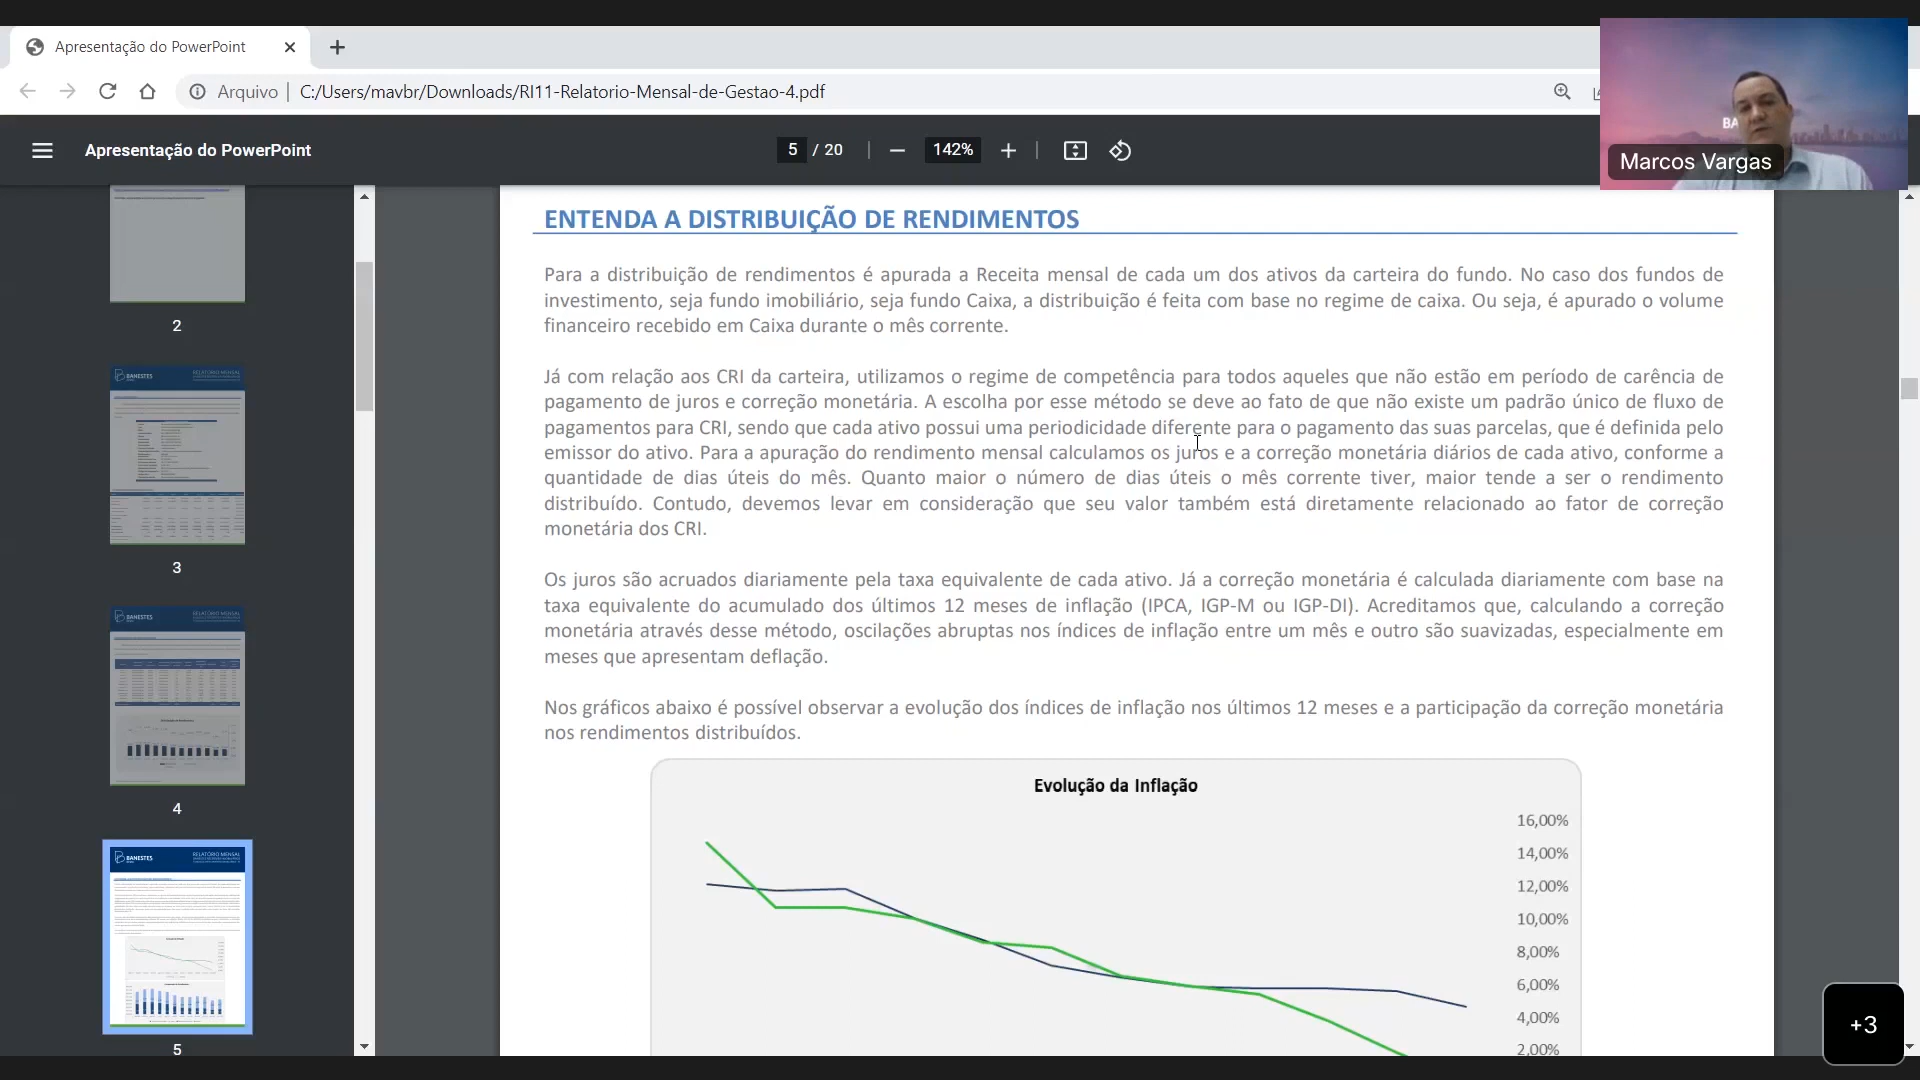 Apresentação do PowerPoint
Arquivo
C:/Users/mavbr/Downloads/RI11-Relatorio-Mensal-de-Gestao-4.pdf
BA
Marcos Vargas
Apresentação do PowerPoint
5 / 20
142%
2
BANESTES
RELATÓRIO MENSAL
3
BANESTES
RELATÓRIO MENSAL
4
BANESTES
RELATÓRIO MENSAL
5
ENTENDA A DISTRIBUIÇÃO DE RENDIMENTOS
Para a distribuição de rendimentos é apurada a Receita mensal de cada um dos ativos da carteira do fundo. No caso dos fundos de
investimento, seja fundo imobiliário, seja fundo Caixa, a distribuição é feita com base no regime de caixa. Ou seja, é apurado o volume
financeiro recebido em Caixa durante o mês corrente.
Já com relação aos CRI da carteira, utilizamos o regime de competência para todos aqueles que não estão em período de carência de
pagamento de juros e correção monetária. A escolha por esse método se deve ao fato de que não existe um padrão único de fluxo de
pagamentos para CRI, sendo que cada ativo possui uma periodicidade diferente para o pagamento das suas parcelas, que é definida pelo
emissor do ativo. Para a apuração do rendimento mensal calculamos os juros e a correção monetária diários de cada ativo, conforme a
quantidade de dias úteis do mês. Quanto maior o número de dias úteis o mês corrente tiver, maior tende a ser o rendimento
distribuído. Contudo, devemos levar em consideração que seu valor também está diretamente relacionado ao fator de correção
monetária dos CRI.
Os juros são acruados diariamente pela taxa equivalente de cada ativo. Já a correção monetária é calculada diariamente com base na
taxa equivalente do acumulado dos últimos 12 meses de inflação (IPCA, IGP-M ou IGP-DI). Acreditamos que, calculando a correção
monetária através desse método, oscilações abruptas nos índices de inflação entre um mês e outro são suavizadas, especialmente em
meses que apresentam deflação.
Nos gráficos abaixo é possível observar a evolução dos índices de inflação nos últimos 12 meses e a participação da correção monetária
nos rendimentos distribuídos.
Evolução da Inflação
16,00%
14,00%
12,00%
10,00%
8,00%
6,00%
4,00%
2,00%
+3